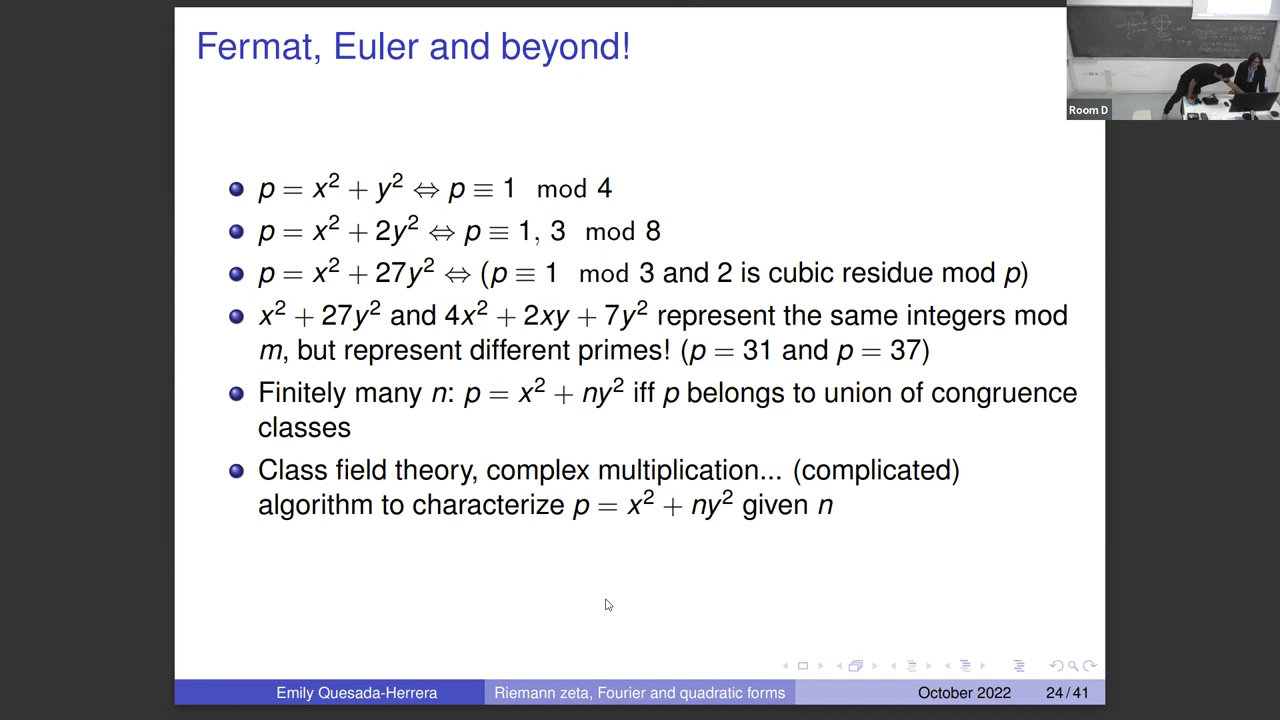 Fermat, Euler and beyond!
Room D
p = x² + y² ⇔ p ≡ 1 mod 4
p = x² + 2y² ⇔ p ≡ 1, 3 mod 8
p = x² + 27y² ⇔ (p ≡ 1 mod 3 and 2 is cubic residue mod p)
x² + 27y² and 4x² + 2xy + 7y² represent the same integers mod
m, but represent different primes! (p = 31 and p = 37)
Finitely many n: p = x² + ny² iff p belongs to union of congruence
classes
Class field theory, complex multiplication... (complicated)
algorithm to characterize p = x² + ny² given n
Emily Quesada-Herrera Riemann zeta, Fourier and quadratic forms October 2022 24/41